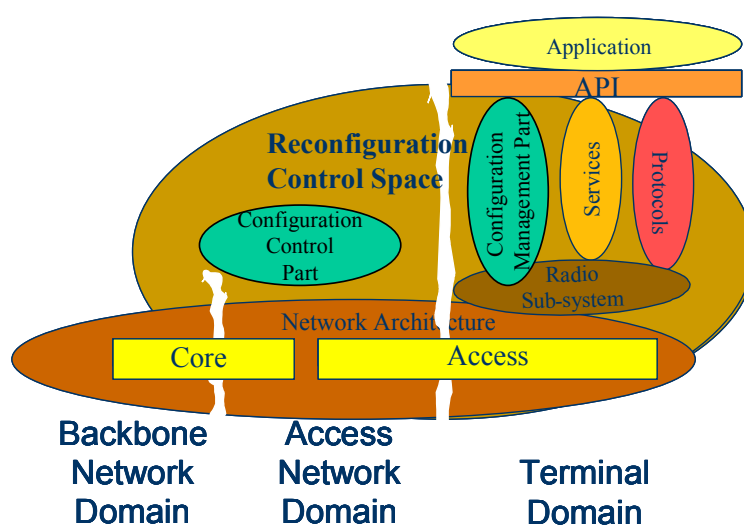 Application
API
Reconfiguration
Control Space
Configuration
Management Part
Services
Protocols
Configuration
Control
Part
Radio
Sub-system
Network Architecture
Core
Access
Backbone
Network
Domain
Access
Network
Domain
Terminal
Domain